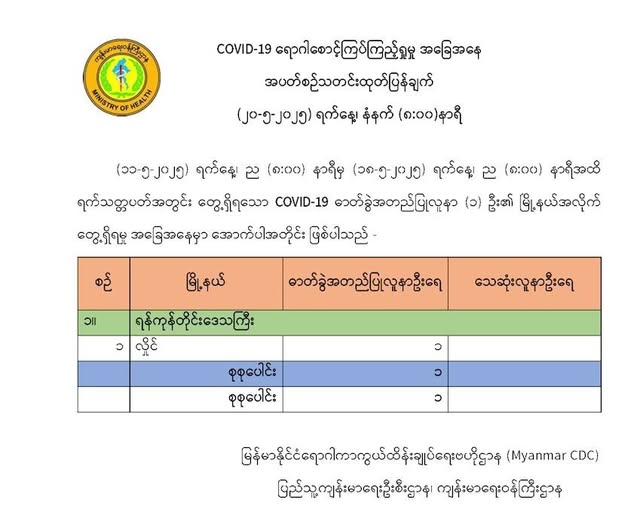 ကျန်းမာရေးဝန်ကြီးဌာန
MINISTRY OF HEALTH
COVID-19 ရောဂါစောင့်ကြပ်ကြည့်ရှုမှု အခြေအနေ
အပတ်စဉ်သတင်းထုတ်ပြန်ချက်
(၂၀-၅-၂၀၂၅) ရက်နေ့၊ နံနက် (၈:၀၀)နာရီ
(၁၁-၅-၂၀၂၅) ရက်နေ့၊ ည (၈:၀၀) နာရီမှ (၁၈-၅-၂၀၂၅) ရက်နေ့၊ ည (၈:၀၀) နာရီအထိ
ရက်သတ္တပတ်အတွင်း တွေ့ရှိရသော COVID-19 ဓာတ်ခွဲအတည်ပြုလူနာ (၁) ဦး၏ မြို့နယ်အလိုက်
တွေ့ရှိရမှု အခြေအနေမှာ အောက်ပါအတိုင်း ဖြစ်ပါသည် -
စဉ် မြို့နယ် ဓာတ်ခွဲအတည်ပြုလူနာဦးရေ သေဆုံးလူနာဦးရေ
၁။ ရန်ကုန်တိုင်းဒေသကြီး
၁ လှိုင် ၁
စုစုပေါင်း ၁
စုစုပေါင်း ၁
မြန်မာနိုင်ငံရောဂါကာကွယ်ထိန်းချုပ်ရေးဗဟိုဌာန (Myanmar CDC)
ပြည်သူ့ကျန်းမာရေးဦးစီးဌာန၊ ကျန်းမာရေးဝန်ကြီးဌာန